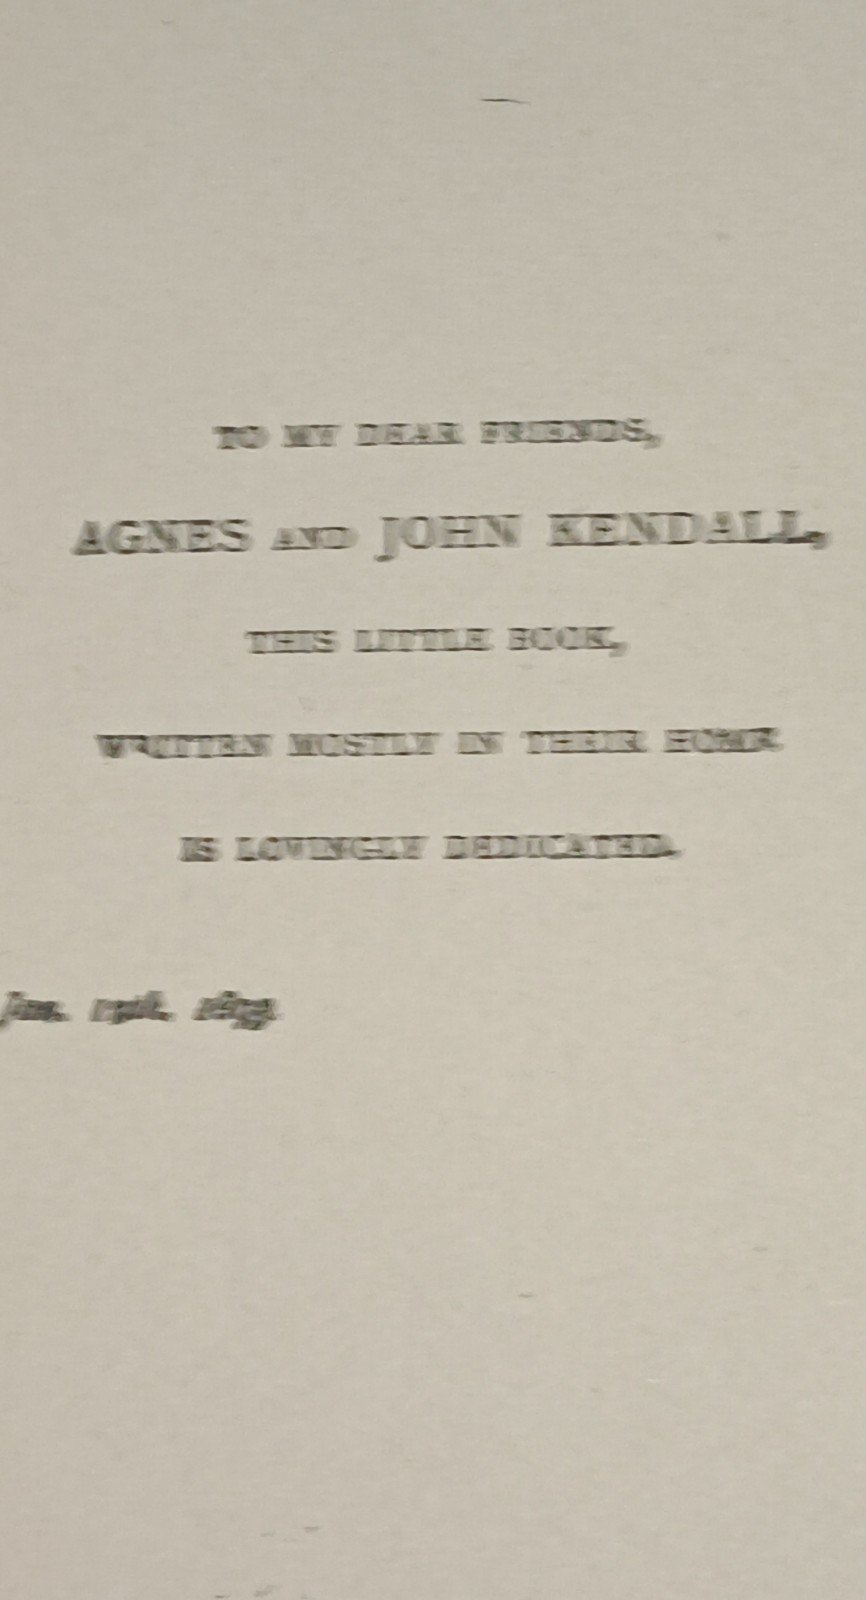 TO MY DEAR FRIENDS,
AGNES AND JOHN KENDALL,
THIS LITTLE BOOK,
WRITTEN MOSTLY IN THEIR HOME
IS LOVINGLY DEDICATED.
Jan.